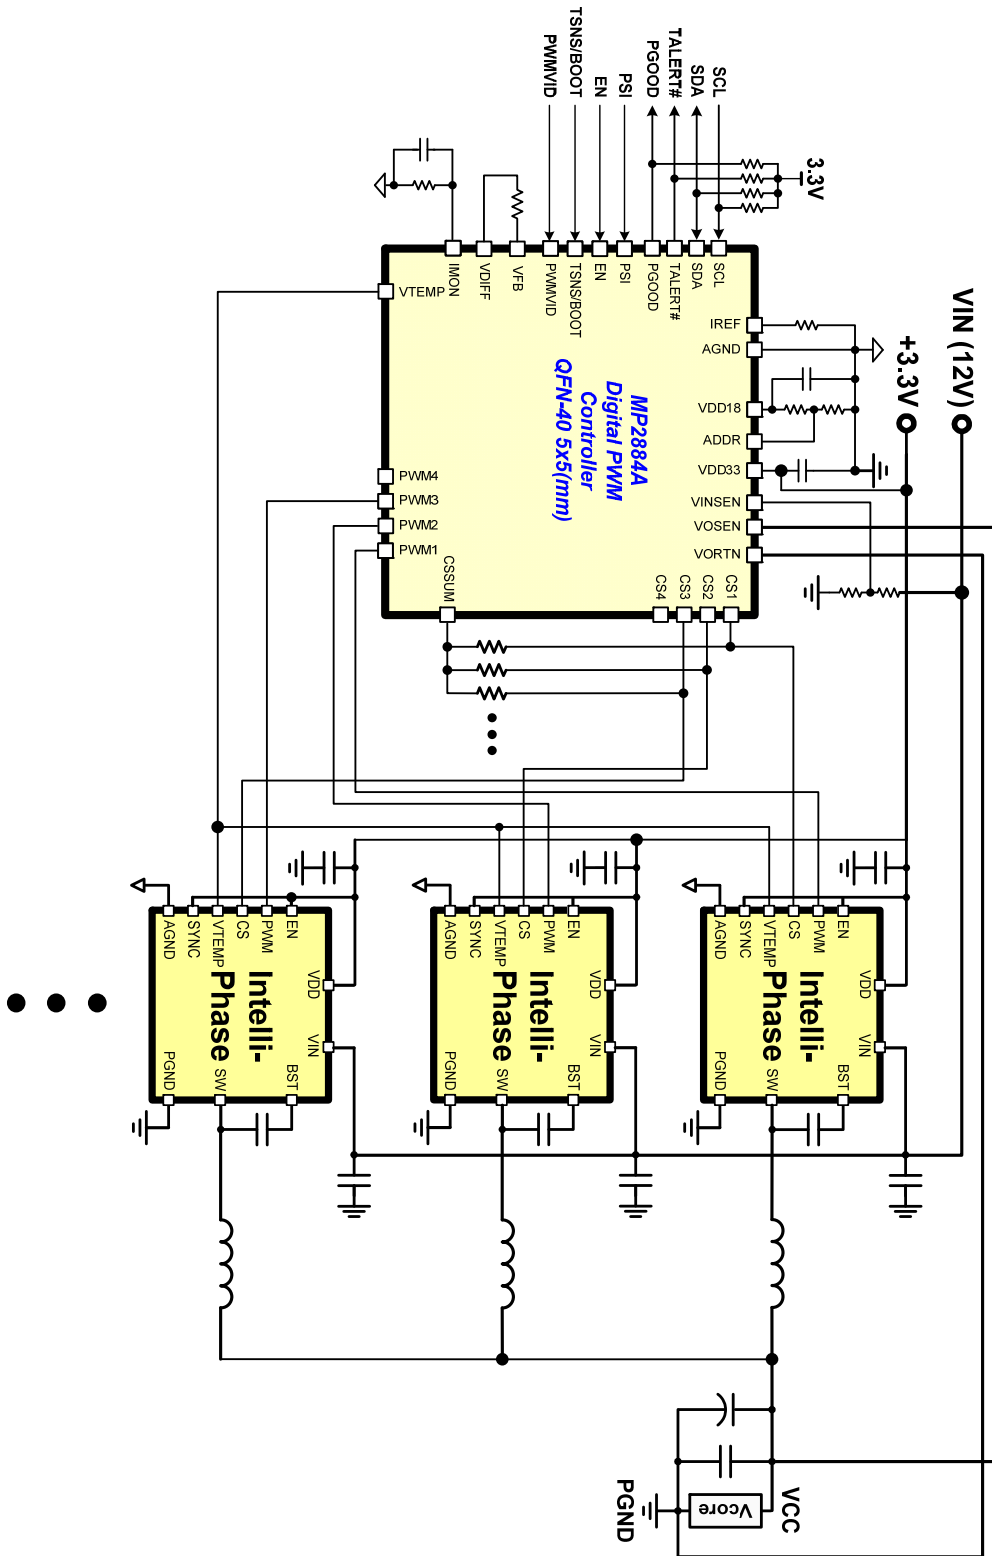 TSNS/BOOT
PWMVID
EN
PSI
PGOOD
TALERT#
SDA
SCL
3.3V
VIN (12V)
+3.3V
IMON
VDIFF
VFB
PWMVID
TSNS/BOOT
EN
PSI
PGOOD
TALERT#
SDA
SCL
VTEMP
IREF
AGND
VDD18
ADDR
VDD33
VINSEN
VOSEN
VORTN
MP2884A
Digital PWM
Controller
QFN-40 5x5(mm)
PWM4
PWM3
PWM2
PWM1
CSSUM
CS4
CS3
CS2
CS1
AGND
SYNC
VTEMP
CS
PWM
EN
VDD
VIN
Intelli-
Phase
PGND
SW
BST
AGND
SYNC
VTEMP
CS
PWM
EN
VDD
VIN
Intelli-
Phase
PGND
SW
BST
AGND
SYNC
VTEMP
CS
PWM
EN
VDD
VIN
Intelli-
Phase
PGND
SW
BST
VCC
Vcore
PGND